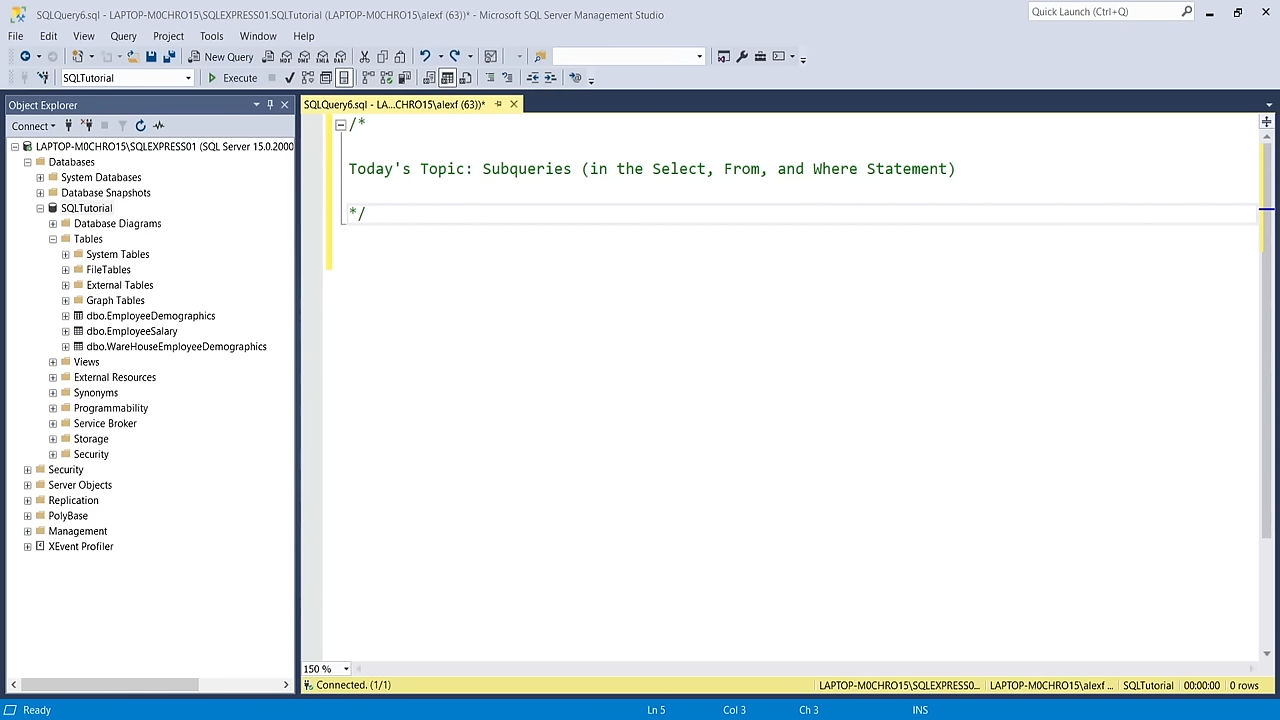 SQLQuery6.sql - LAPTOP-M0CHRO15\SQLEXPRESS01.SQLTutorial (LAPTOP-M0CHRO15\alexf (63))* - Microsoft SQL Server Management Studio
Quick Launch (Ctrl+Q)
File Edit View Query Project Tools Window Help
New Query
SQLTutorial Execute
Object Explorer
SQLQuery6.sql - LA...CHRO15\alexf (63))*
Connect
LAPTOP-M0CHRO15\SQLEXPRESS01 (SQL Server 15.0.2000
Databases
System Databases
Database Snapshots
SQLTutorial
Database Diagrams
Tables
System Tables
FileTables
External Tables
Graph Tables
dbo.EmployeeDemographics
dbo.EmployeeSalary
dbo.WareHouseEmployeeDemographics
Views
External Resources
Synonyms
Programmability
Service Broker
Storage
Security
Security
Server Objects
Replication
PolyBase
Management
XEvent Profiler
/*
Today's Topic: Subqueries (in the Select, From, and Where Statement)
*/
150 %
Connected. (1/1) LAPTOP-M0CHRO15\SQLEXPRESS0... LAPTOP-M0CHRO15\alexf ... SQLTutorial 00:00:00 0 rows
Ready Ln 5 Col 3 Ch 3 INS